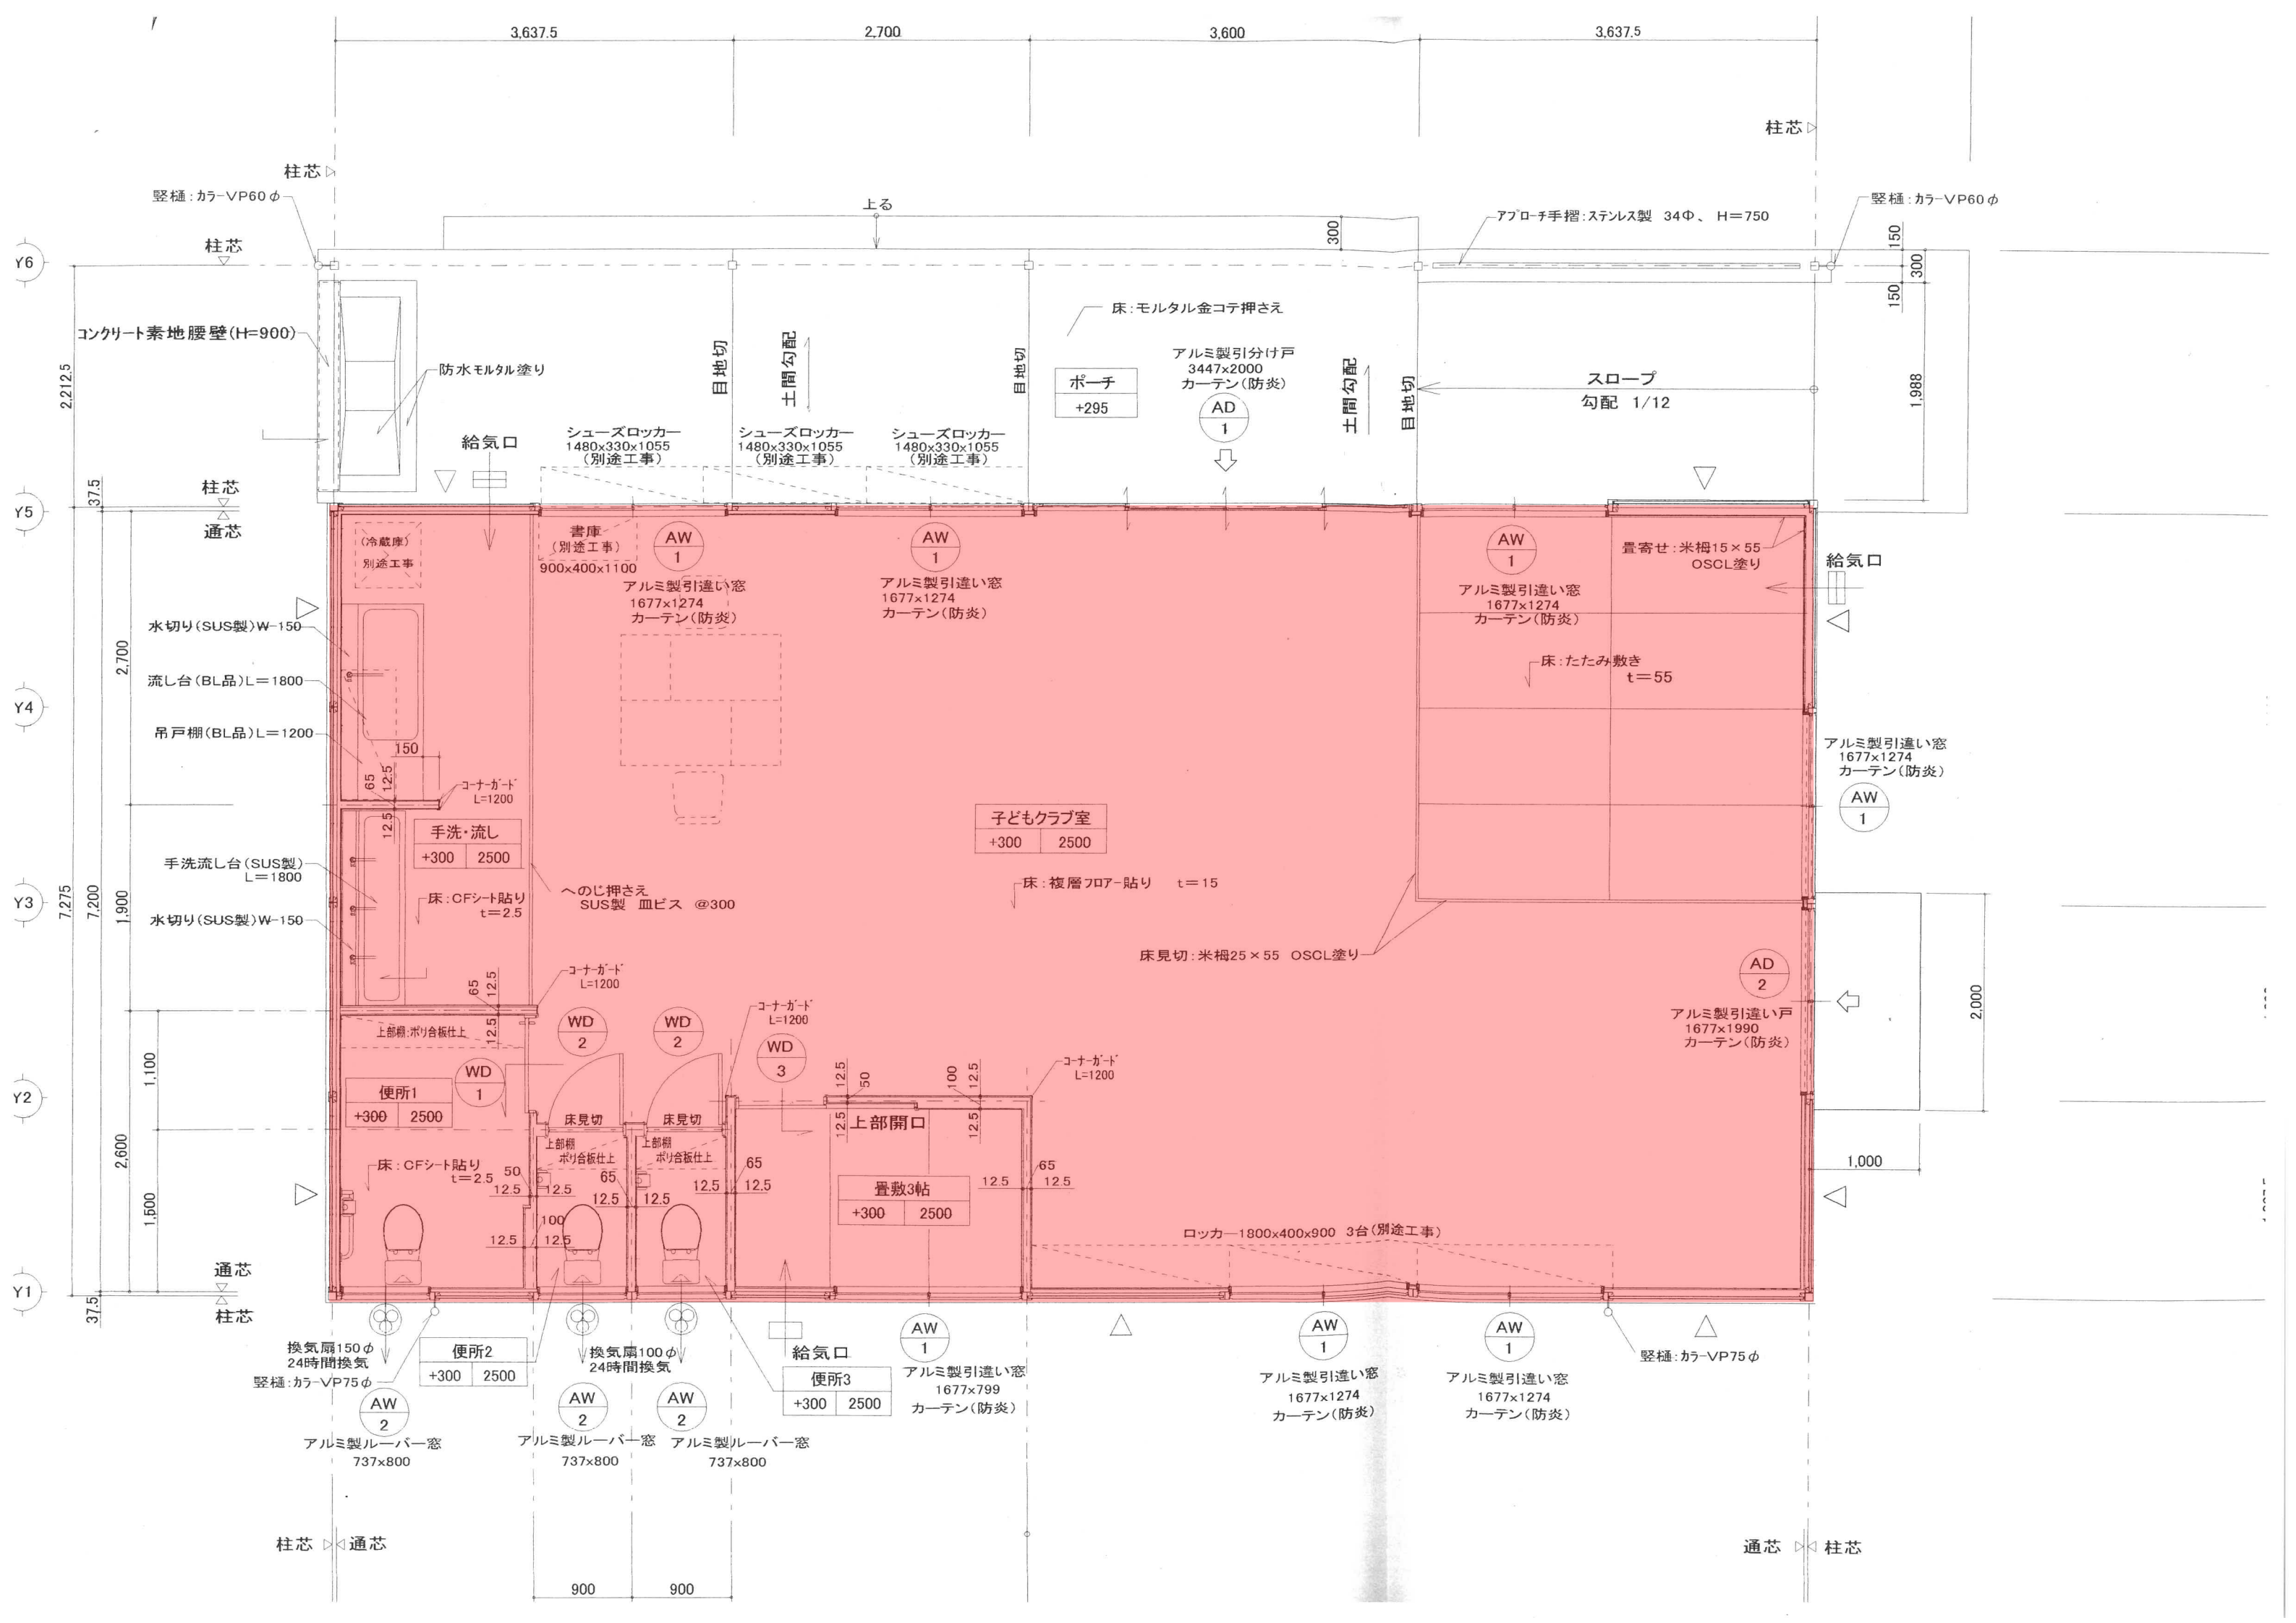 3,637.5
2,700
3,600
3,637.5
柱芯
柱芯
竪樋:カラーVP60φ
上る
アプローチ手摺:ステンレス製 34Φ、 H=750
竪樋:カラーVP60φ
Y6
柱芯
300
150
300
150
コンクリート素地腰壁(H=900)
防水モルタル塗り
目地切
土間勾配
目地切
床:モルタル金コテ押さえ
ポーチ
+295
アルミ製引分け戸
3447x2000
カーテン(防炎)
AD
1
土間勾配
目地切
スロープ
勾配 1/12
1,988
2,212.5
給気口
シューズロッカー
1480x330x1055
(別途工事)
シューズロッカー
1480x330x1055
(別途工事)
シューズロッカー
1480x330x1055
(別途工事)
37.5
柱芯
Y5
通芯
(冷蔵庫)
別途工事
書庫
(別途工事)
900x400x1100
AW
1
アルミ製引違い窓
1677x1274
カーテン(防炎)
AW
1
アルミ製引違い窓
1677x1274
カーテン(防炎)
AW
1
アルミ製引違い窓
1677x1274
カーテン(防炎)
畳寄せ:米栂15×55
OSCL塗り
給気口
水切り(SUS製)W-150
2,700
流し台(BL品)L=1800
床:たたみ敷き
t=55
Y4
吊戸棚(BL品)L=1200
150
65
12.5
12.5
コーナーガード
L=1200
アルミ製引違い窓
1677x1274
カーテン(防炎)
AW
1
手洗・流し
+300 2500
子どもクラブ室
+300 2500
手洗流し台(SUS製)
L=1800
床:CFシート貼り
t=2.5
へのじ押さえ
SUS製 皿ビス @300
床:複層フロアー貼り t=15
Y3
7,275
7,200
1,900
水切り(SUS製)W-150
床見切:米栂25×55 OSCL塗り
65
12.5
12.5
コーナーガード
L=1200
AD
2
アルミ製引違い戸
1677x1990
カーテン(防炎)
2,000
上部棚:ポリ合板仕上
WD
2
WD
2
コーナーガード
L=1200
WD
3
1,100
WD
1
便所1
+300 2500
12.5
50
12.5
100
12.5
12.5
コーナーガード
L=1200
Y2
床見切
床見切
上部開口
上部棚
ポリ合板仕上
上部棚
ポリ合板仕上
2,600
床:CFシート貼り
t=2.5
50
12.5
12.5
65
12.5
12.5
65
12.5
12.5
65
12.5
12.5
1,000
1,500
畳敷3帖
+300 2500
100
12.5
12.5
ロッカー1800x400x900 3台(別途工事)
通芯
Y1
柱芯
37.5
換気扇150φ
24時間換気
竪樋:カラーVP75φ
便所2
+300 2500
換気扇100φ
24時間換気
給気口
便所3
+300 2500
AW
1
アルミ製引違い窓
1677x799
カーテン(防炎)
AW
1
アルミ製引違い窓
1677x1274
カーテン(防炎)
AW
1
アルミ製引違い窓
1677x1274
カーテン(防炎)
竪樋:カラーVP75φ
AW
2
アルミ製ルーバー窓
737x800
AW
2
アルミ製ルーバー窓
737x800
AW
2
アルミ製ルーバー窓
737x800
柱芯
通芯
通芯
柱芯
900
900